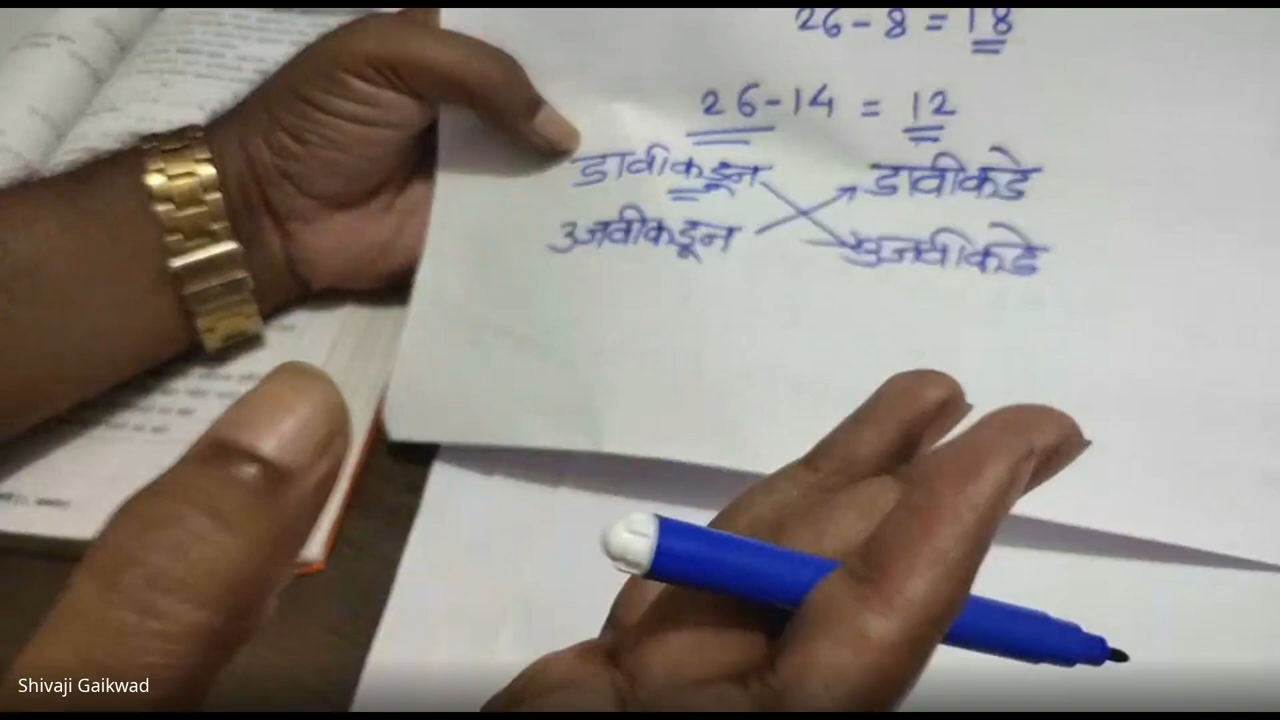 26 - 8 = 18
26 - 14 = 12
डावीकडून डावीकडे
उजवीकडून उजवीकडे
Shivaji Gaikwad